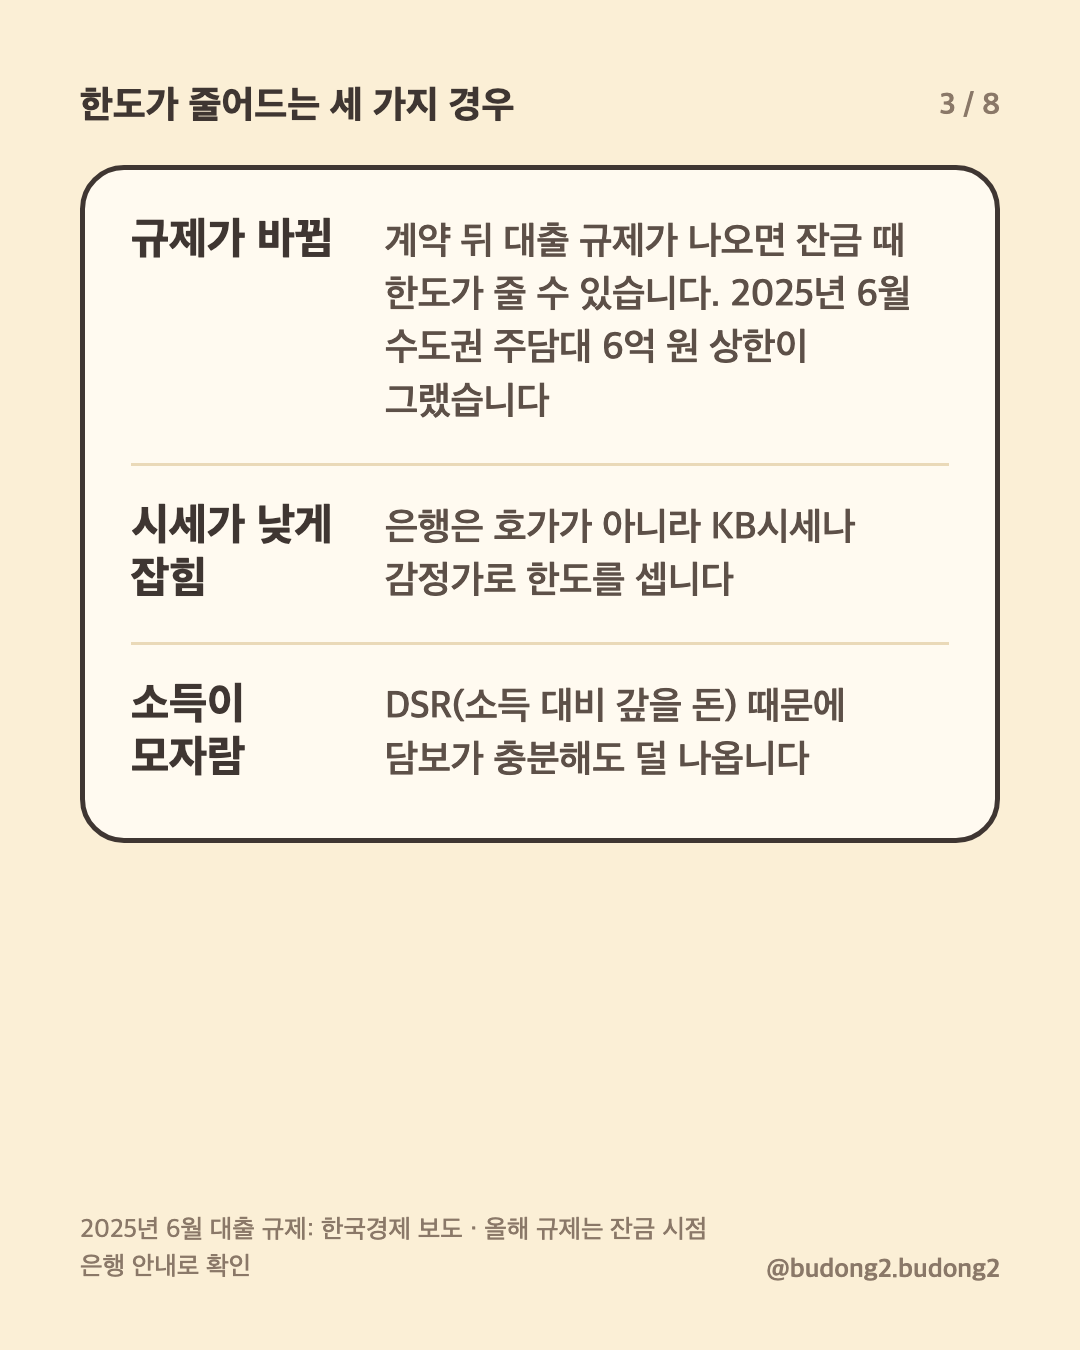 한도가 줄어드는 세 가지 경우
3 / 8
규제가 바뀜
계약 뒤 대출 규제가 나오면 잔금 때
한도가 줄 수 있습니다. 2025년 6월
수도권 주담대 6억 원 상한이
그랬습니다
시세가 낮게
잡힘
은행은 호가가 아니라 KB시세나
감정가로 한도를 셉니다
소득이
모자람
DSR(소득 대비 갚을 돈) 때문에
담보가 충분해도 덜 나옵니다
2025년 6월 대출 규제: 한국경제 보도 · 올해 규제는 잔금 시점
은행 안내로 확인
@budong2.budong2